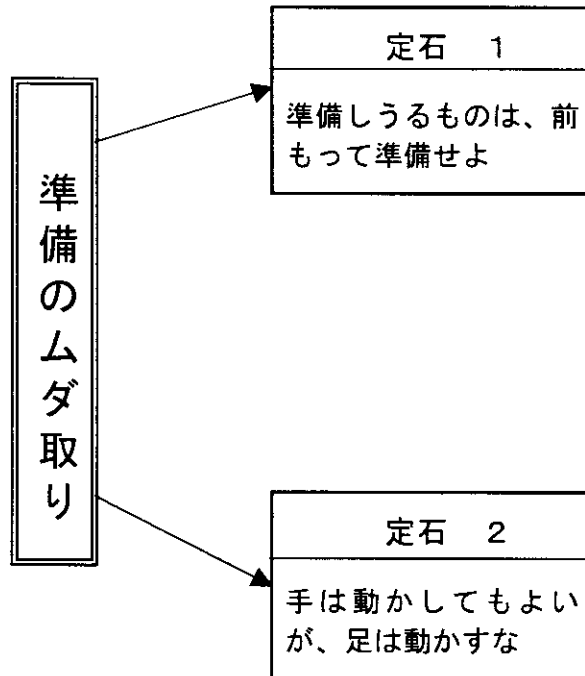 準備のムダ取り
定石　1
準備しうるものは、前
もって準備せよ
定石　2
手は動かしてもよい
が、足は動かすな